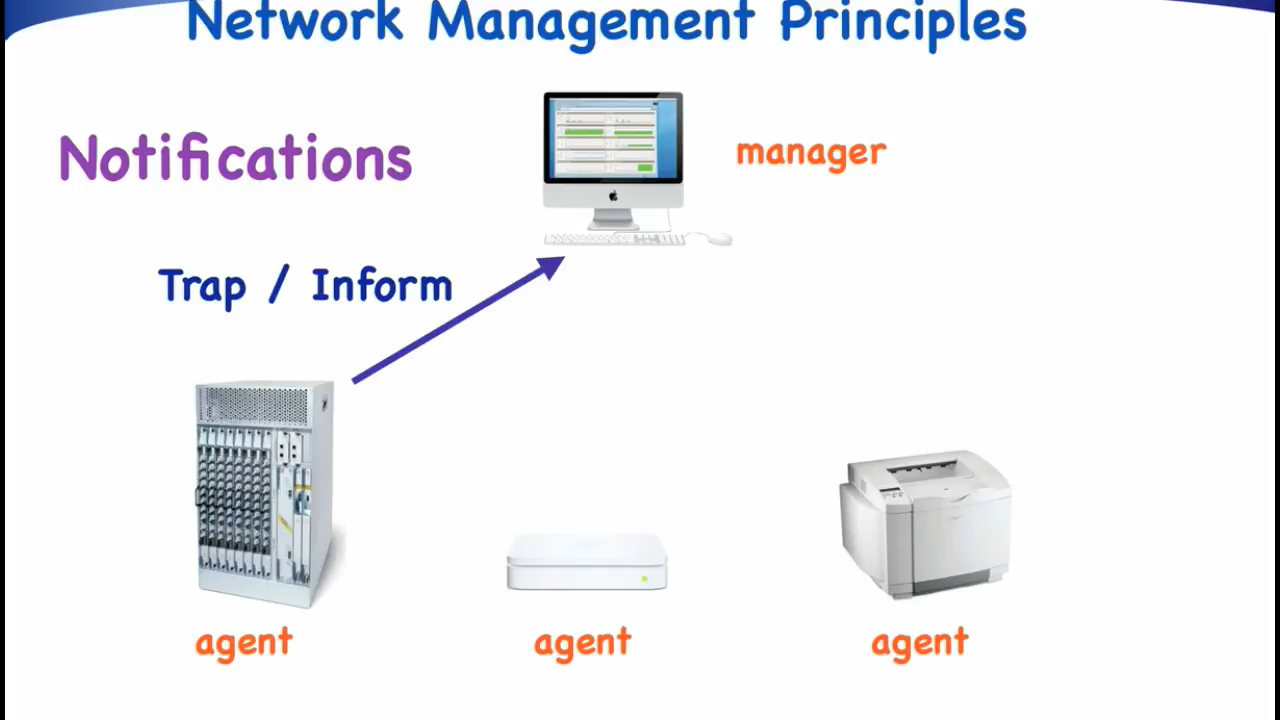 Network Management Principles
Notifications
manager
Trap / Inform
agent
agent
agent